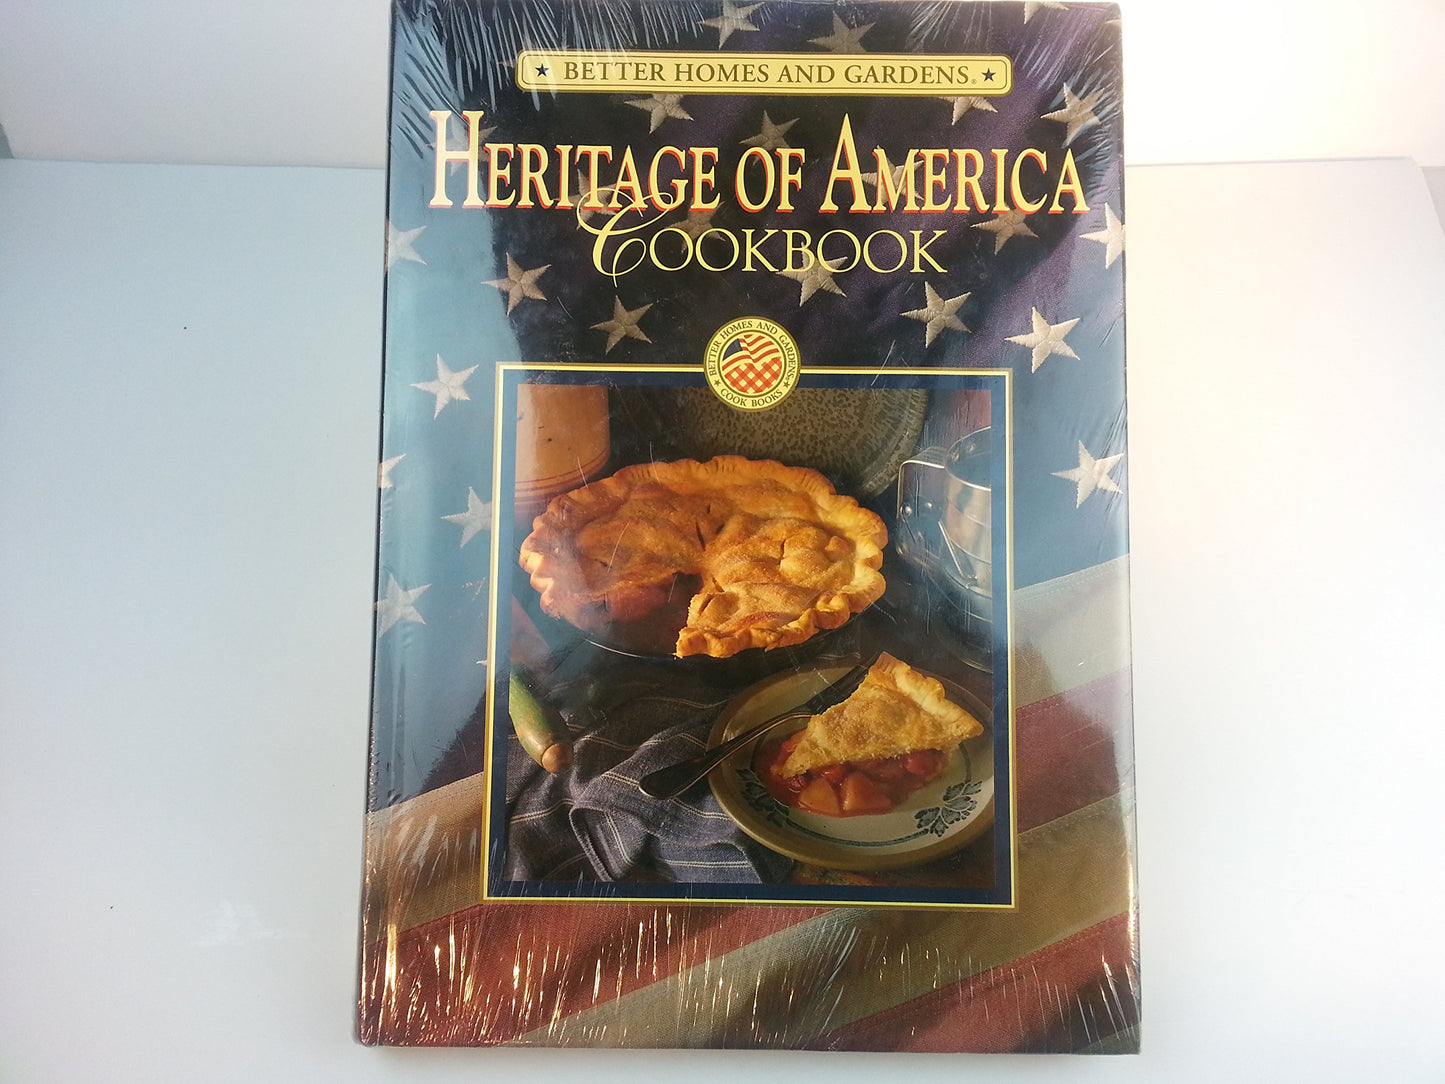 ★ BETTER HOMES AND GARDENS® ★
HERITAGE OF AMERICA
COOKBOOK
BETTER HOMES AND GARDENS®
★ COOK BOOKS ★